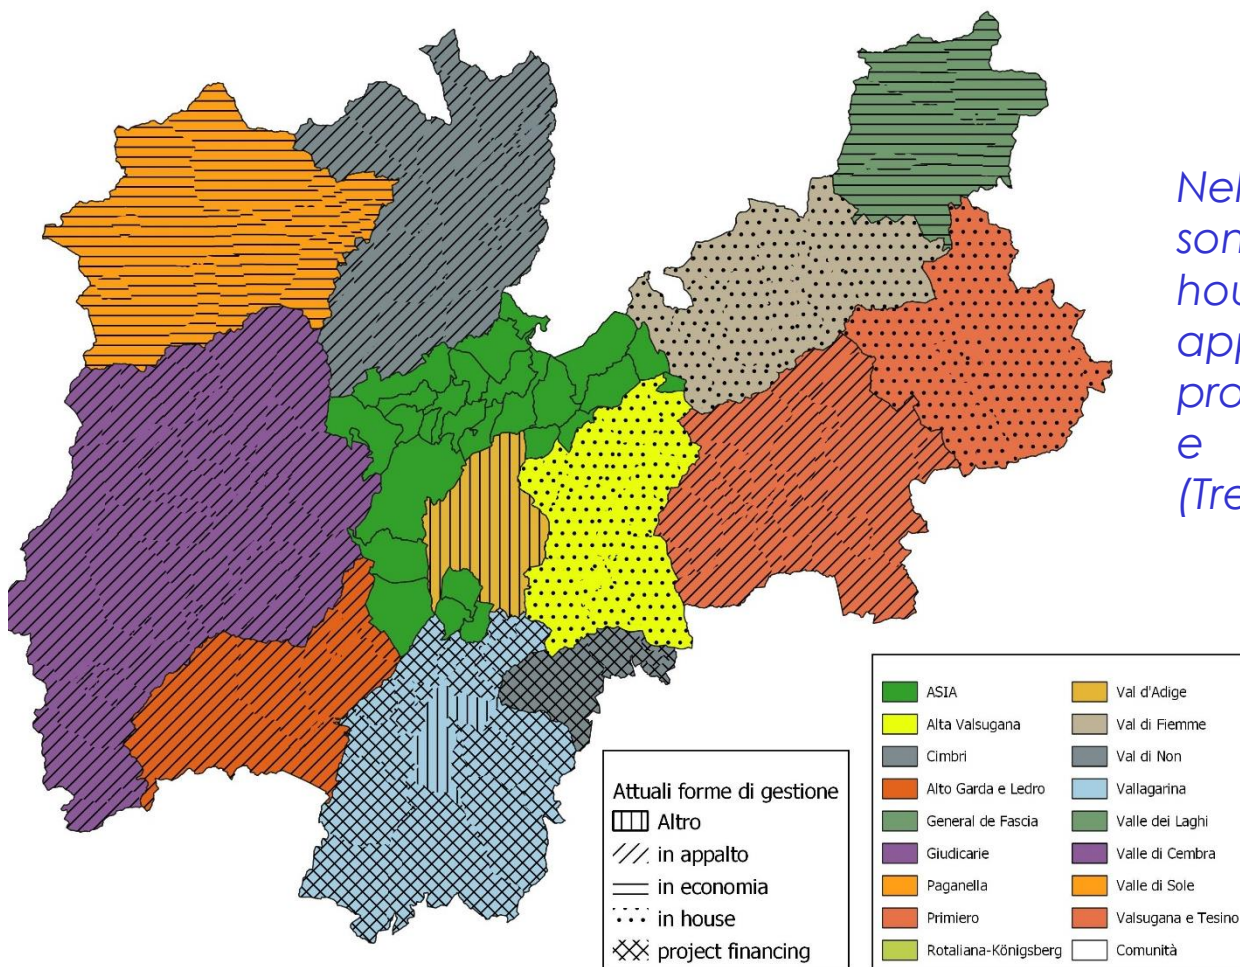 Attuali forme di gestione
Altro
in appalto
in economia
in house
project financing
ASIA
Alta Valsugana
Cimbri
Alto Garda e Ledro
General de Fascia
Giudicarie
Paganella
Primiero
Rotaliana-Königsberg
Val d'Adige
Val di Fiemme
Val di Non
Vallagarina
Valle dei Laghi
Valle di Cembra
Valle di Sole
Valsugana e Tesino
Comunità
e
(Tre